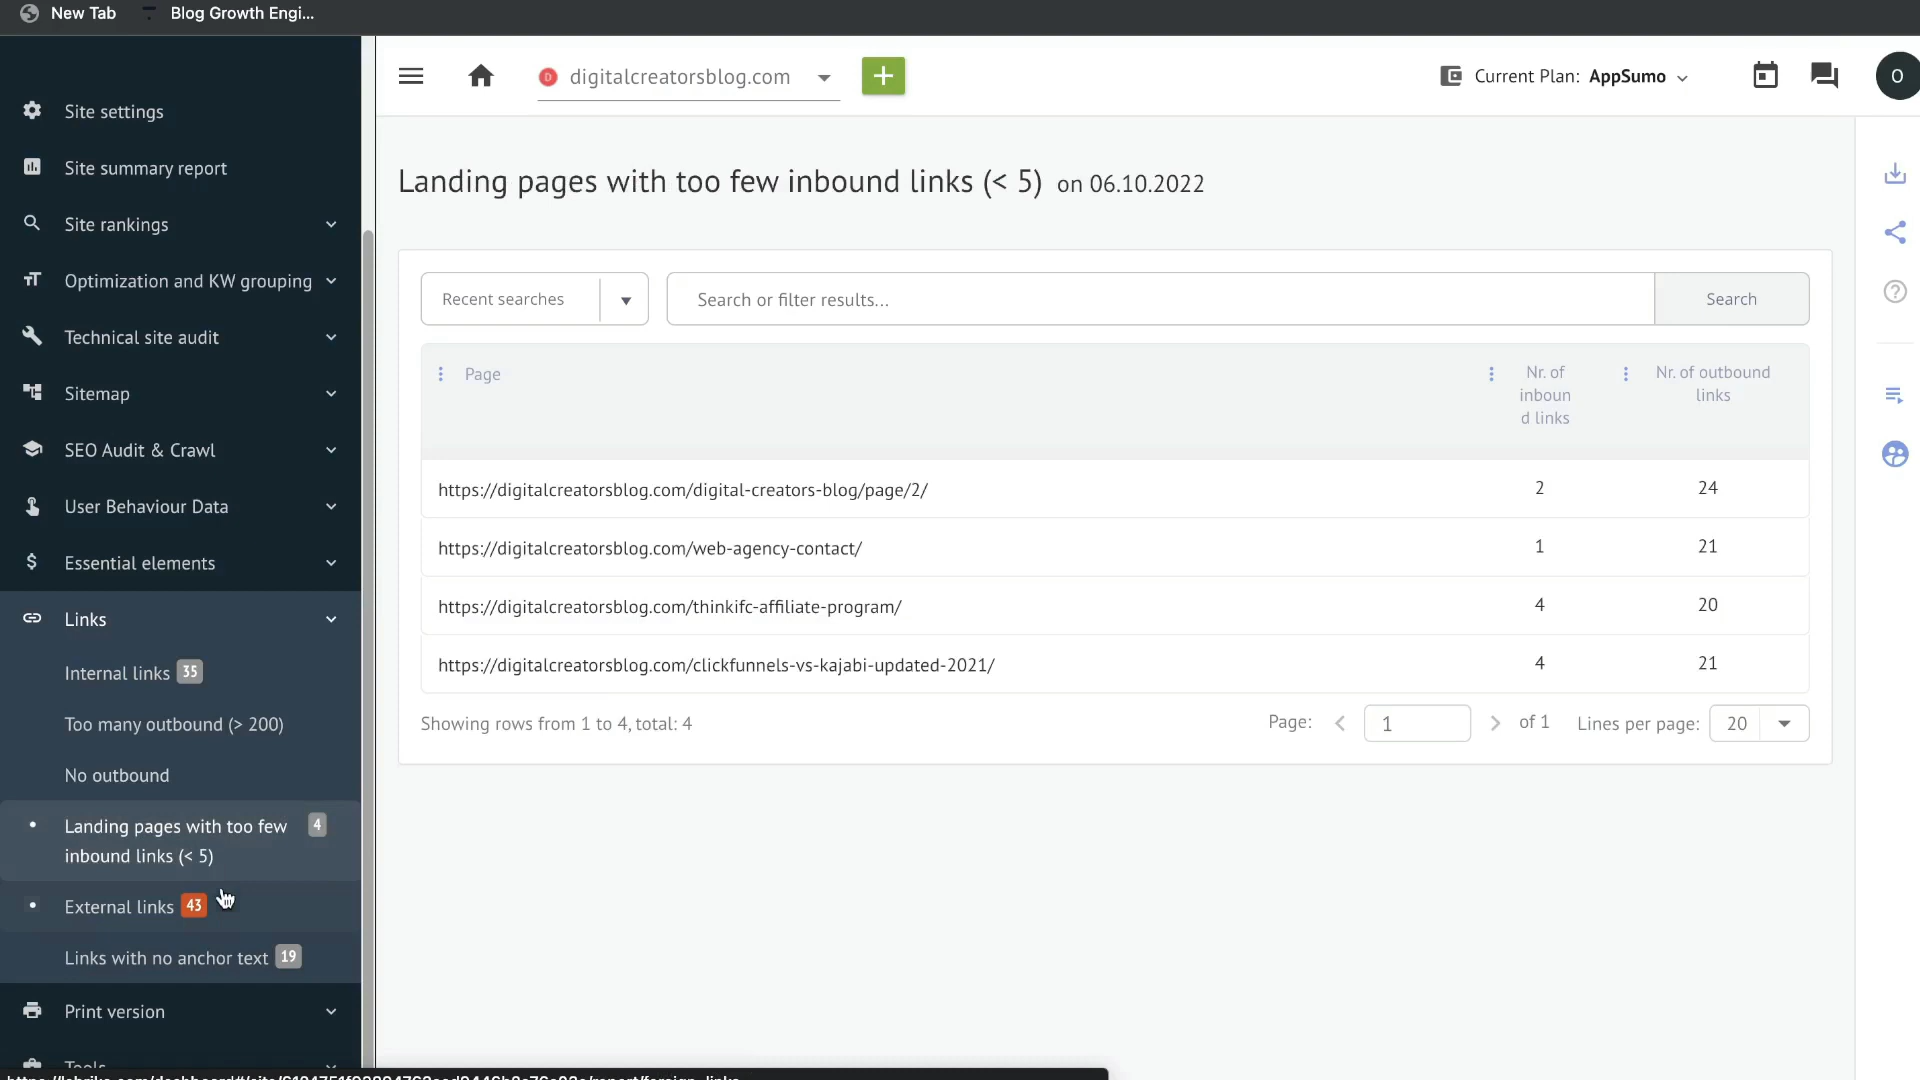 New Tab
Blog Growth Engi...
Site settings
Site summary report
Site rankings
Optimization and KW grouping
Technical site audit
Sitemap
SEO Audit & Crawl
User Behaviour Data
Essential elements
Links
Internal links 35
Too many outbound (> 200)
No outbound
Landing pages with too few 4
inbound links (< 5)
External links 43
Links with no anchor text 19
Print version
Tools
D digitalcreatorsblog.com
Current Plan: AppSumo
O
Landing pages with too few inbound links (< 5) on 06.10.2022
Recent searches
Search or filter results...
Search
Page
Nr. of
inboun
d links
Nr. of outbound
links
https://digitalcreatorsblog.com/digital-creators-blog/page/2/ 2 24
https://digitalcreatorsblog.com/web-agency-contact/ 1 21
https://digitalcreatorsblog.com/thinkifc-affiliate-program/ 4 20
https://digitalcreatorsblog.com/clickfunnels-vs-kajabi-updated-2021/ 4 21
Showing rows from 1 to 4, total: 4
Page: 1 of 1
Lines per page: 20